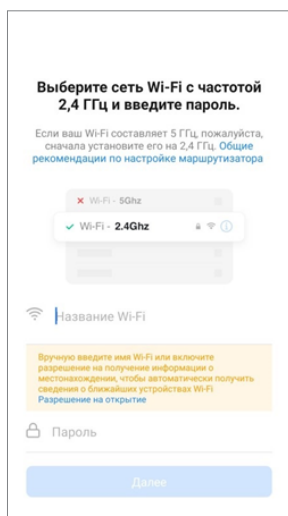 Выберите сеть Wi-Fi с частотой
2,4 ГГц и введите пароль.
Если ваш Wi-Fi составляет 5 ГГц, пожалуйста,
сначала установите его на 2,4 ГГц. Общие
рекомендации по настройке маршрутизатора
Wi-Fi - 5Ghz
Wi-Fi - 2.4Ghz
Название Wi-Fi
Вручную введите имя Wi-Fi или включите
разрешение на получение информации о
местонахождении, чтобы автоматически получить
сведения о ближайших устройствах Wi-Fi
Разрешение на открытие
Пароль
Далее